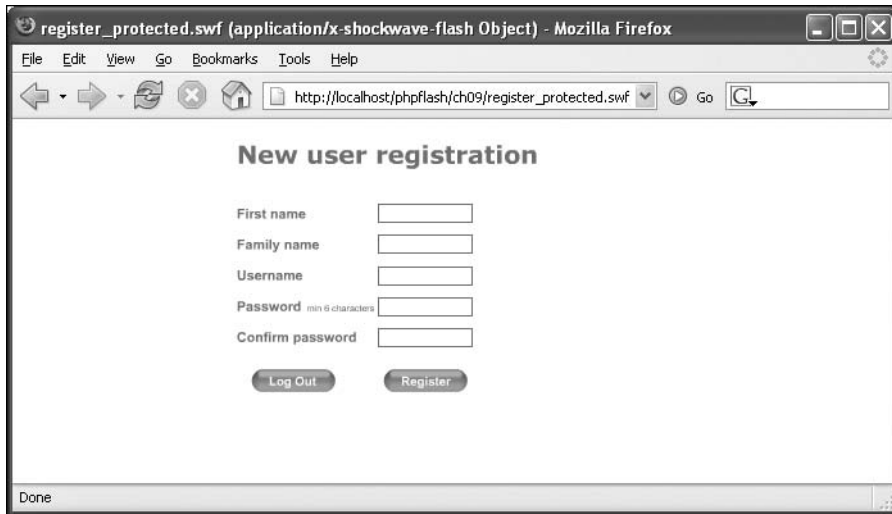 register_protected.swf (application/x-shockwave-flash Object) - Mozilla Firefox
File Edit View Go Bookmarks Tools Help
http://localhost/phpflash/ch09/register_protected.swf Go G
New user registration
First name
Family name
Username
Password min 6 characters
Confirm password
Log Out Register
Done